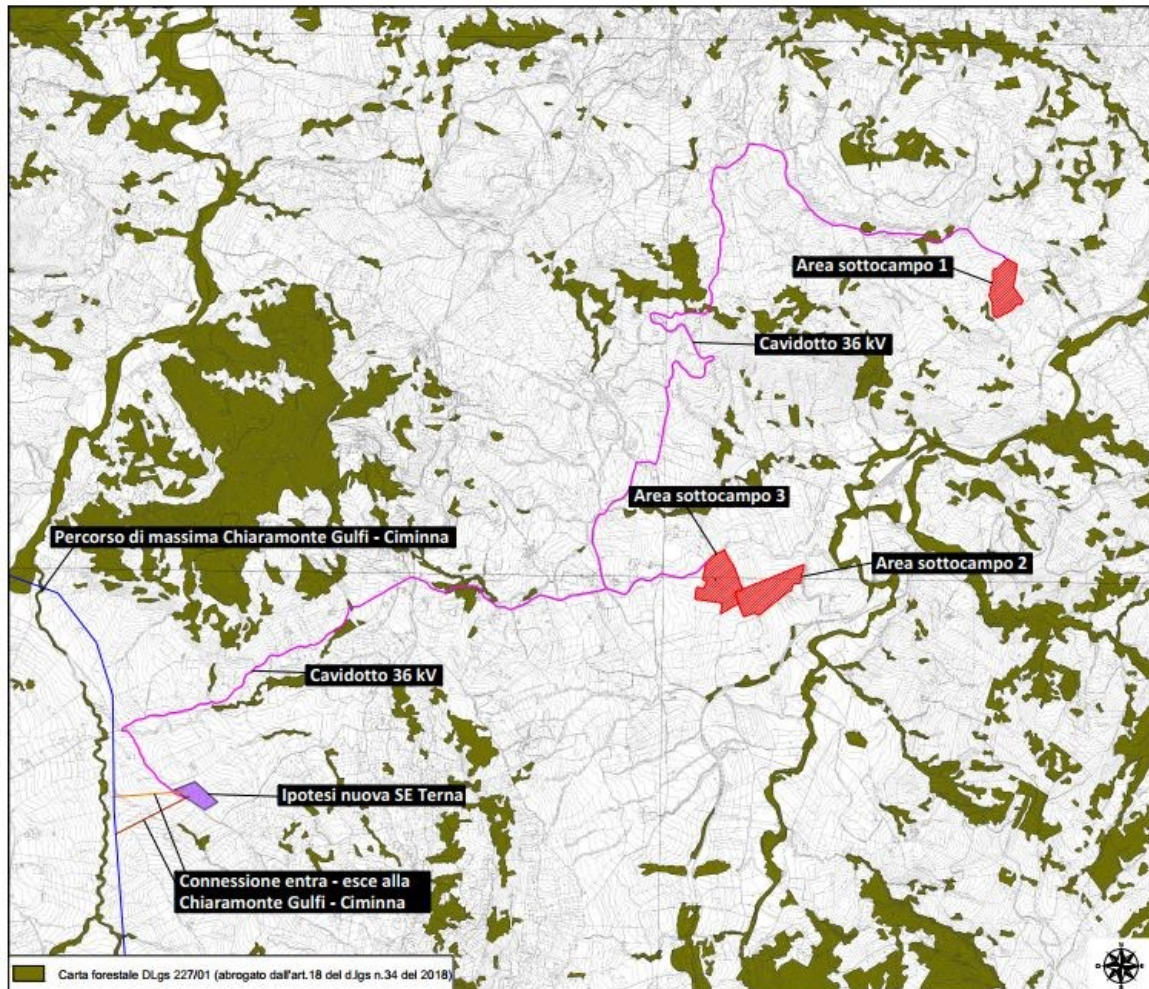 Area sottocampo 1
Cavidotto 36 kV
Area sottocampo 3
Percorso di massima Chiaramonte Gulfi - Ciminna
Area sottocampo 2
Cavidotto 36 kV
Ipotesi nuova SE Terna
Connessione entra - esce alla
Chiaramonte Gulfi - Ciminna
Carta forestale DLgs 227/01 (abrogato dall'art.18 del d.lgs n.34 del 2018)